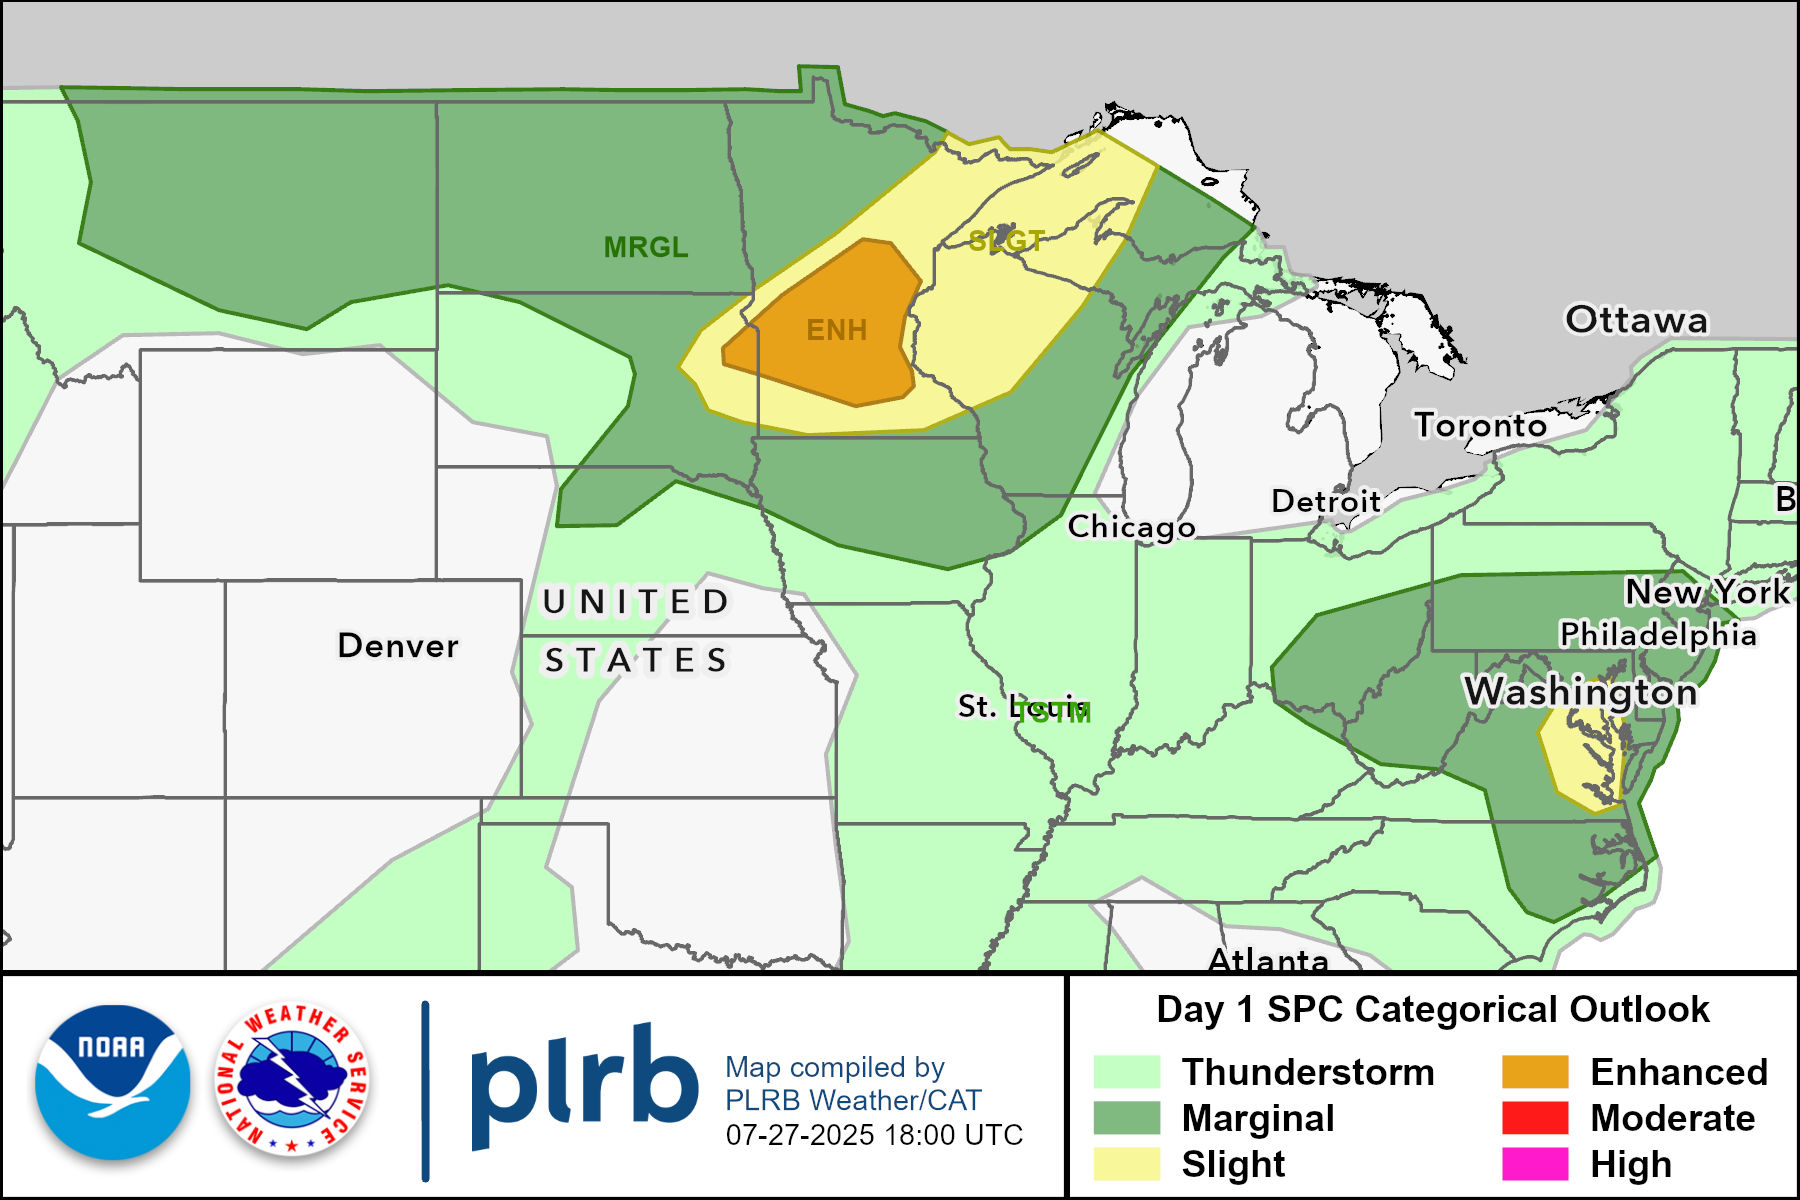 MRGL
SLGT
ENH
Ottawa
Toronto
Detroit
Chicago
B
UNITED
STATES
Denver
New York
Philadelphia
Washington
St. Louis
TSTM
Atlanta
NOAA
NATIONAL WEATHER SERVICE
plrb
Map compiled by
PLRB Weather/CAT
07-27-2025 18:00 UTC
Day 1 SPC Categorical Outlook
Thunderstorm
Marginal
Slight
Enhanced
Moderate
High